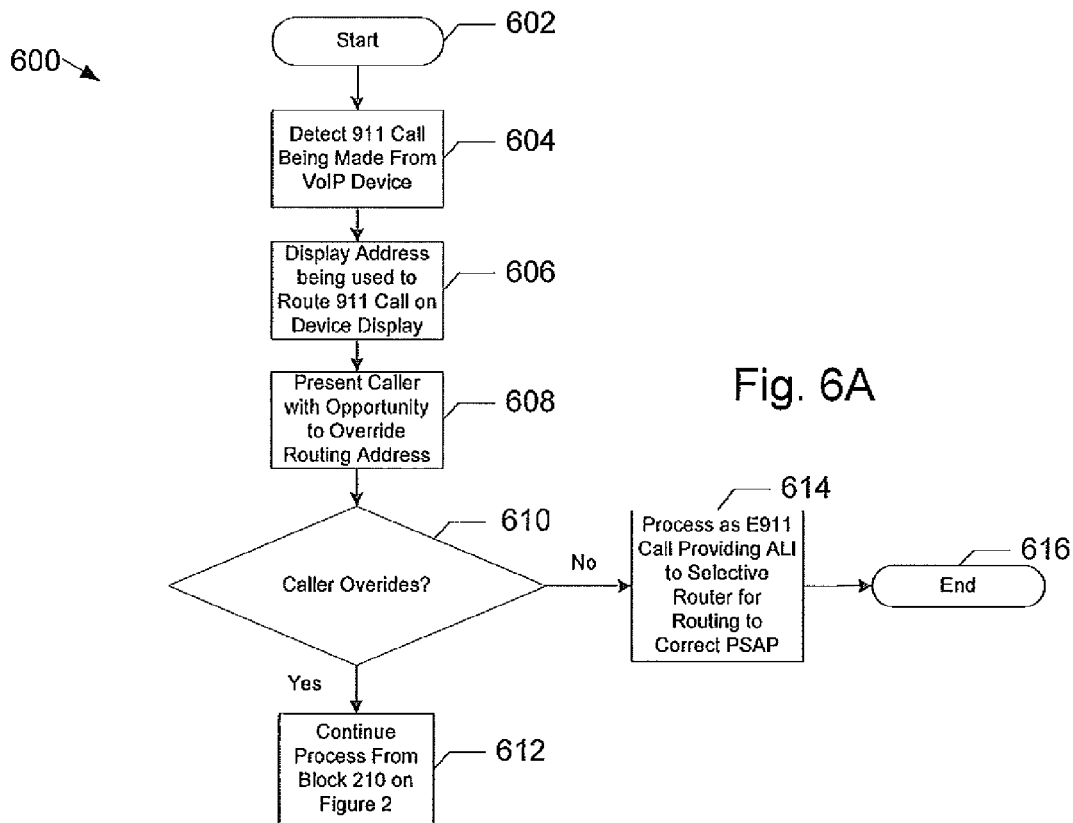 600
Start
602
Detect 911 Call
Being Made From
VoIP Device
604
Display Address
being used to
Route 911 Call on
Device Display
606
Present Caller
with Opportunity
to Override
Routing Address
608
Fig. 6A
Caller Overrides?
610
No
Process as E911
Call Providing ALI
to Selective
Router for
Routing to
Correct PSAP
614
End
616
Yes
Continue
Process From
Block 210 on
Figure 2
612